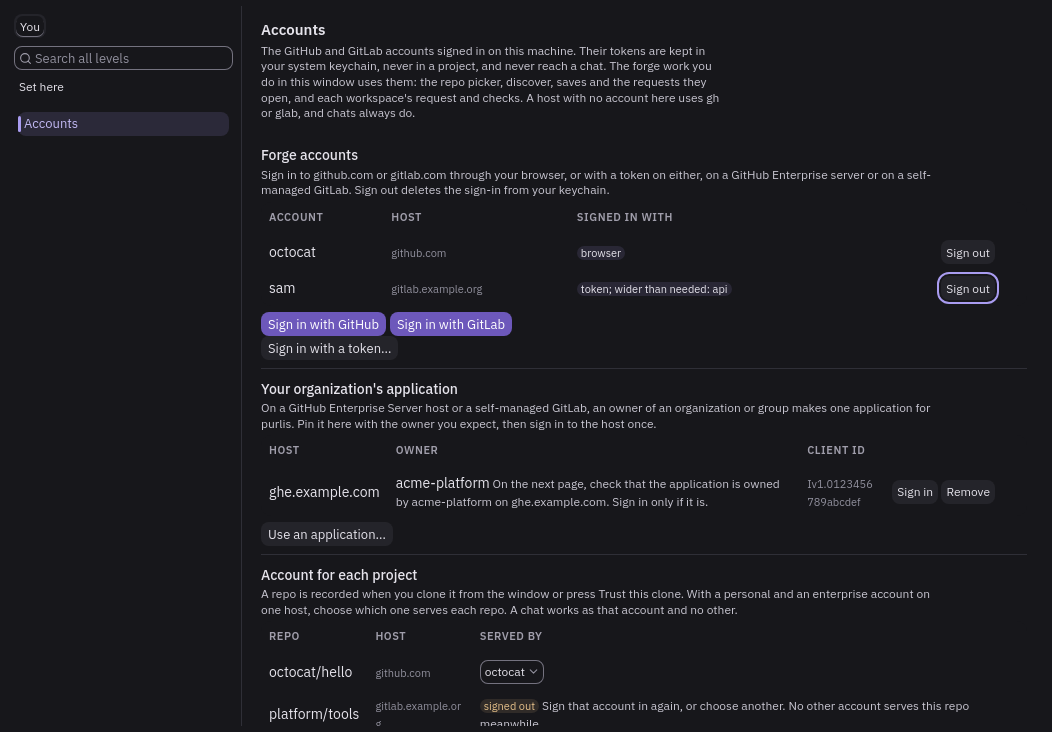 You
Search all levels
Set here
Accounts
Accounts
The GitHub and GitLab accounts signed in on this machine. Their tokens are kept in
your system keychain, never in a project, and never reach a chat. The forge work you
do in this window uses them: the repo picker, discover, saves and the requests they
open, and each workspace's request and checks. A host with no account here uses gh
or glab, and chats always do.
Forge accounts
Sign in to github.com or gitlab.com through your browser, or with a token on either, on a GitHub Enterprise server or on a self-
managed GitLab. Sign out deletes the sign-in from your keychain.
ACCOUNT HOST SIGNED IN WITH
octocat github.com browser Sign out
sam gitlab.example.org token; wider than needed: api Sign out
Sign in with GitHub Sign in with GitLab
Sign in with a token...
Your organization's application
On a GitHub Enterprise Server host or a self-managed GitLab, an owner of an organization or group makes one application for
purlis. Pin it here with the owner you expect, then sign in to the host once.
HOST OWNER CLIENT ID
ghe.example.com acme-platform On the next page, check that the application is owned Iv1.0123456 Sign in Remove
by acme-platform on ghe.example.com. Sign in only if it is. 789abcdef
Use an application...
Account for each project
A repo is recorded when you clone it from the window or press Trust this clone. With a personal and an enterprise account on
one host, choose which one serves each repo. A chat works as that account and no other.
REPO HOST SERVED BY
octocat/hello github.com octocat
platform/tools gitlab.example.or signed out Sign that account in again, or choose another. No other account serves this repo
g meanwhile.